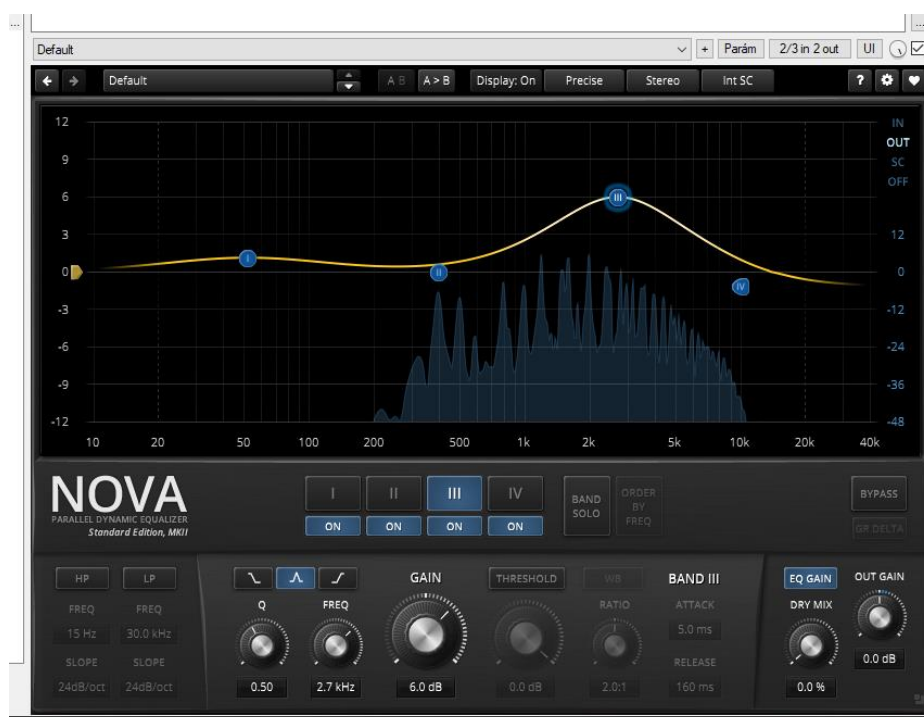 ...
...
Default
+
Parám
2/3 in 2 out
UI
Default
A B
A > B
Display: On
Precise
Stereo
Int SC
?
12
9
6
3
0
-3
-6
-9
-12
IN
OUT
SC
OFF
12
0
-12
-24
-36
-48
I
II
III
IV
10 20 50 100 200 500 1k 2k 5k 10k 20k 40k
NOVA
PARALLEL DYNAMIC EQUALIZER
Standard Edition, MKII
I II III IV
ON ON ON ON
BAND
SOLO
ORDER
BY
FREQ
BYPASS
GR DELTA
HP LP
FREQ FREQ
15 Hz 30.0 kHz
SLOPE SLOPE
24dB/oct 24dB/oct
Q
0.50
FREQ
2.7 kHz
GAIN
6.0 dB
THRESHOLD
0.0 dB
WB
RATIO
2.0:1
BAND III
ATTACK
5.0 ms
RELEASE
160 ms
EQ GAIN
DRY MIX
0.0 %
OUT GAIN
0.0 dB